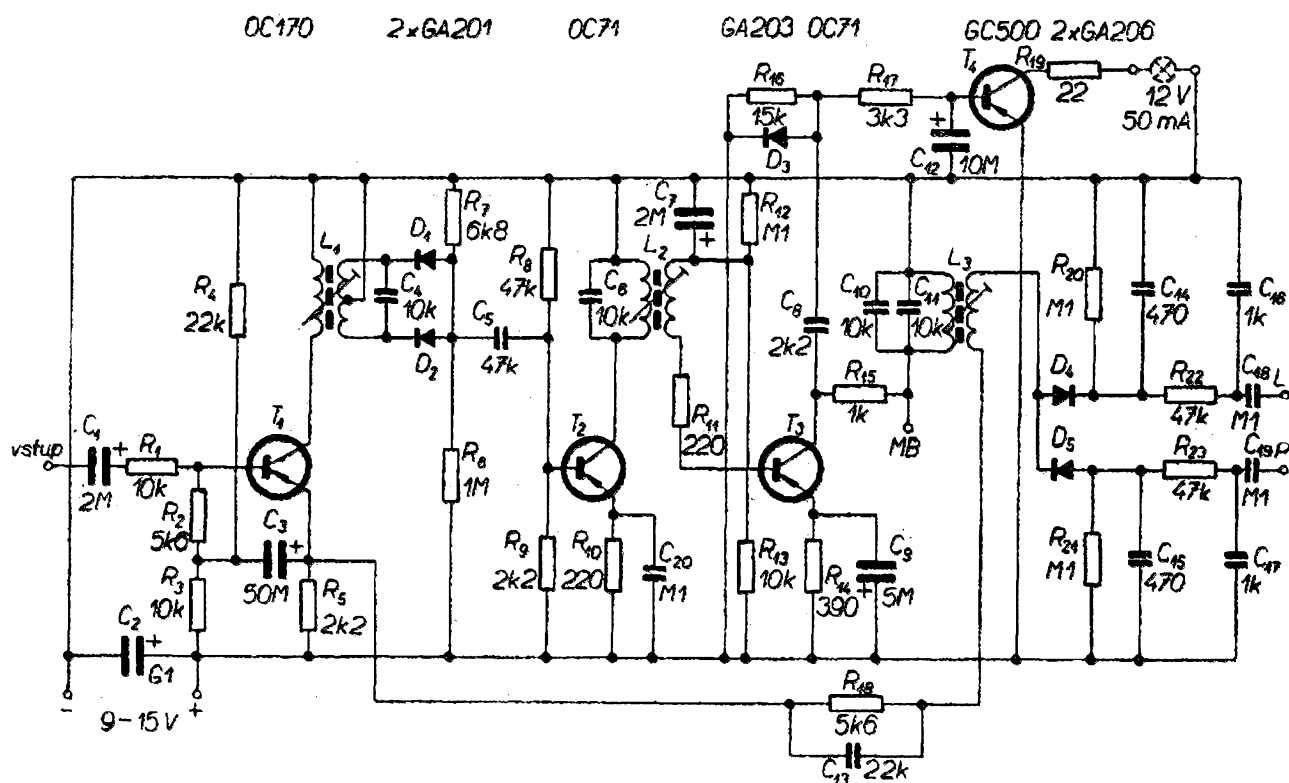 OC170 2xGA201 OC71 GA203 OC71 GC500 2xGA206
T4 R19
22
12 V
50 mA
R16
15k
R17
3k3
D3
C12
10M
R7
6k8
C7
2M
R12
M1
L1
D1
R8
47k
L2
L3
R4
22k
C4
10k
C5
47k
D2
C6
10k
C8
2k2
C10
10k
C11
10k
R20
M1
C14
470
C16
1k
R11
220
R15
1k
MB
D4
R22
47k
C18
M1
L
vstup
C1
2M
R1
10k
T1
R6
1M
T2
T3
D5
R23
47k
C19
M1
P
R2
5k6
C3
50M
R3
10k
R5
2k2
R9
2k2
R10
220
C20
M1
R13
10k
R14
390
C9
5M
R21
M1
C15
470
C17
1k
C2
G1
- 9-15V +
R18
5k6
C13
22k